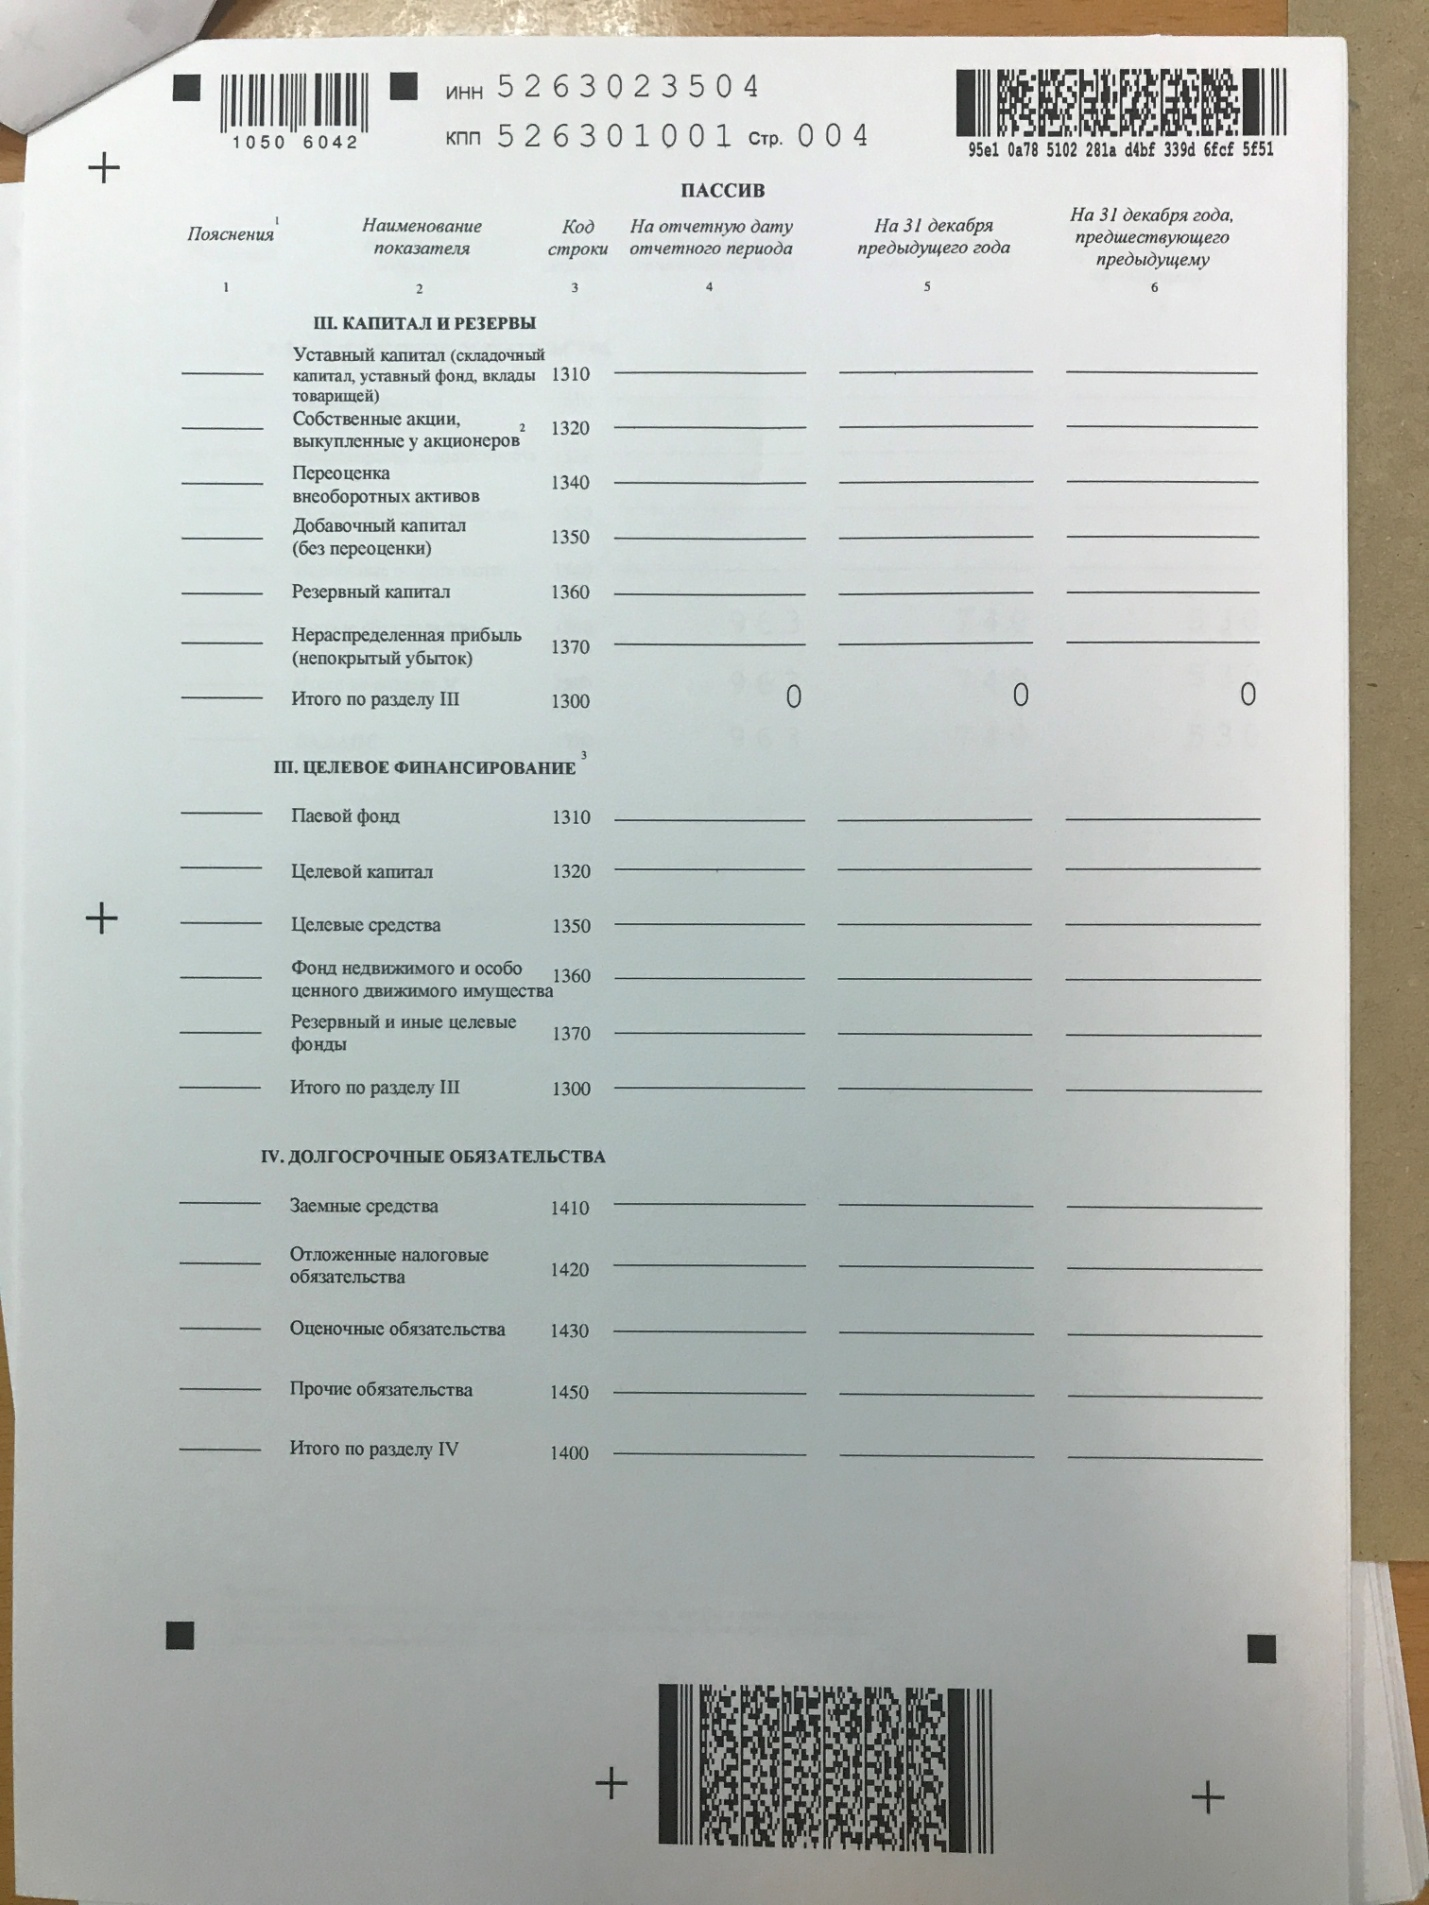 ИНН 5263023504
1050 6042
КПП 526301001 Стр. 004
95e1 0a78 5102 281a d4bf 339d 6fcf 5f51
ПАССИВ
Пояснения 1
Наименование
показателя
Код
строки
На отчетную дату
отчетного периода
На 31 декабря
предыдущего года
На 31 декабря года,
предшествующего
предыдущему
1 2 3 4 5 6
III. КАПИТАЛ И РЕЗЕРВЫ
Уставный капитал (складочный
капитал, уставный фонд, вклады 1310
товарищей)
Собственные акции,
выкупленные у акционеров 2 1320
Переоценка
внеоборотных активов 1340
Добавочный капитал
(без переоценки) 1350
Резервный капитал 1360
Нераспределенная прибыль
(непокрытый убыток) 1370
Итого по разделу III 1300 0 0 0
III. ЦЕЛЕВОЕ ФИНАНСИРОВАНИЕ 3
Паевой фонд 1310
Целевой капитал 1320
Целевые средства 1350
Фонд недвижимого и особо 1360
ценного движимого имущества
Резервный и иные целевые 1370
фонды
Итого по разделу III 1300
IV. ДОЛГОСРОЧНЫЕ ОБЯЗАТЕЛЬСТВА
Заемные средства 1410
Отложенные налоговые
обязательства 1420
Оценочные обязательства 1430
Прочие обязательства 1450
Итого по разделу IV 1400